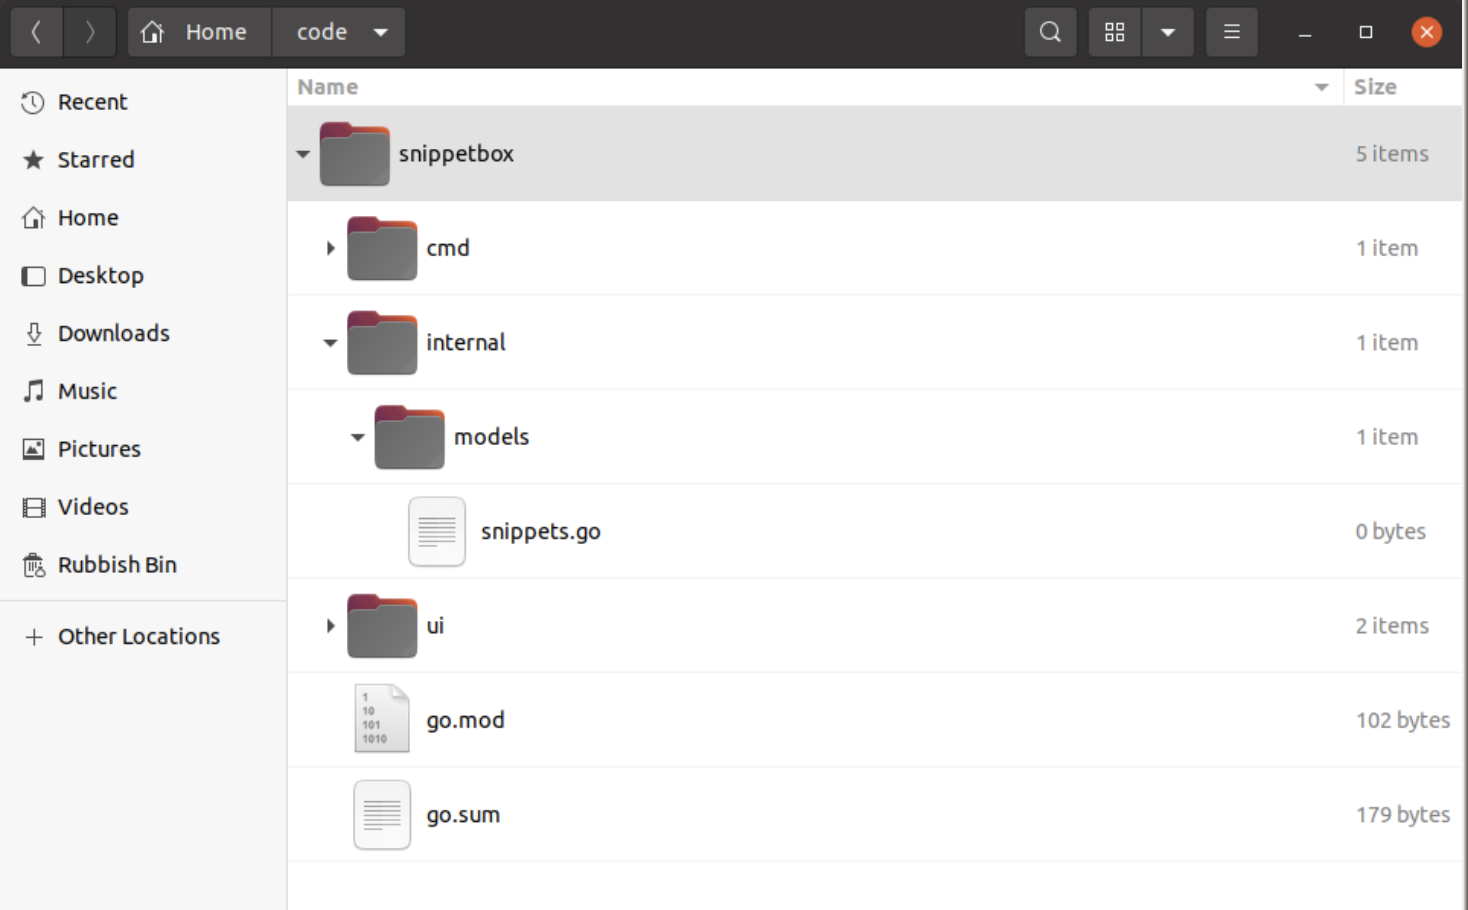 Home code
Recent
Starred
Home
Desktop
Downloads
Music
Pictures
Videos
Rubbish Bin
Other Locations
Name Size
snippetbox 5 items
cmd 1 item
internal 1 item
models 1 item
snippets.go 0 bytes
ui 2 items
1
10
101
1010
go.mod 102 bytes
go.sum 179 bytes